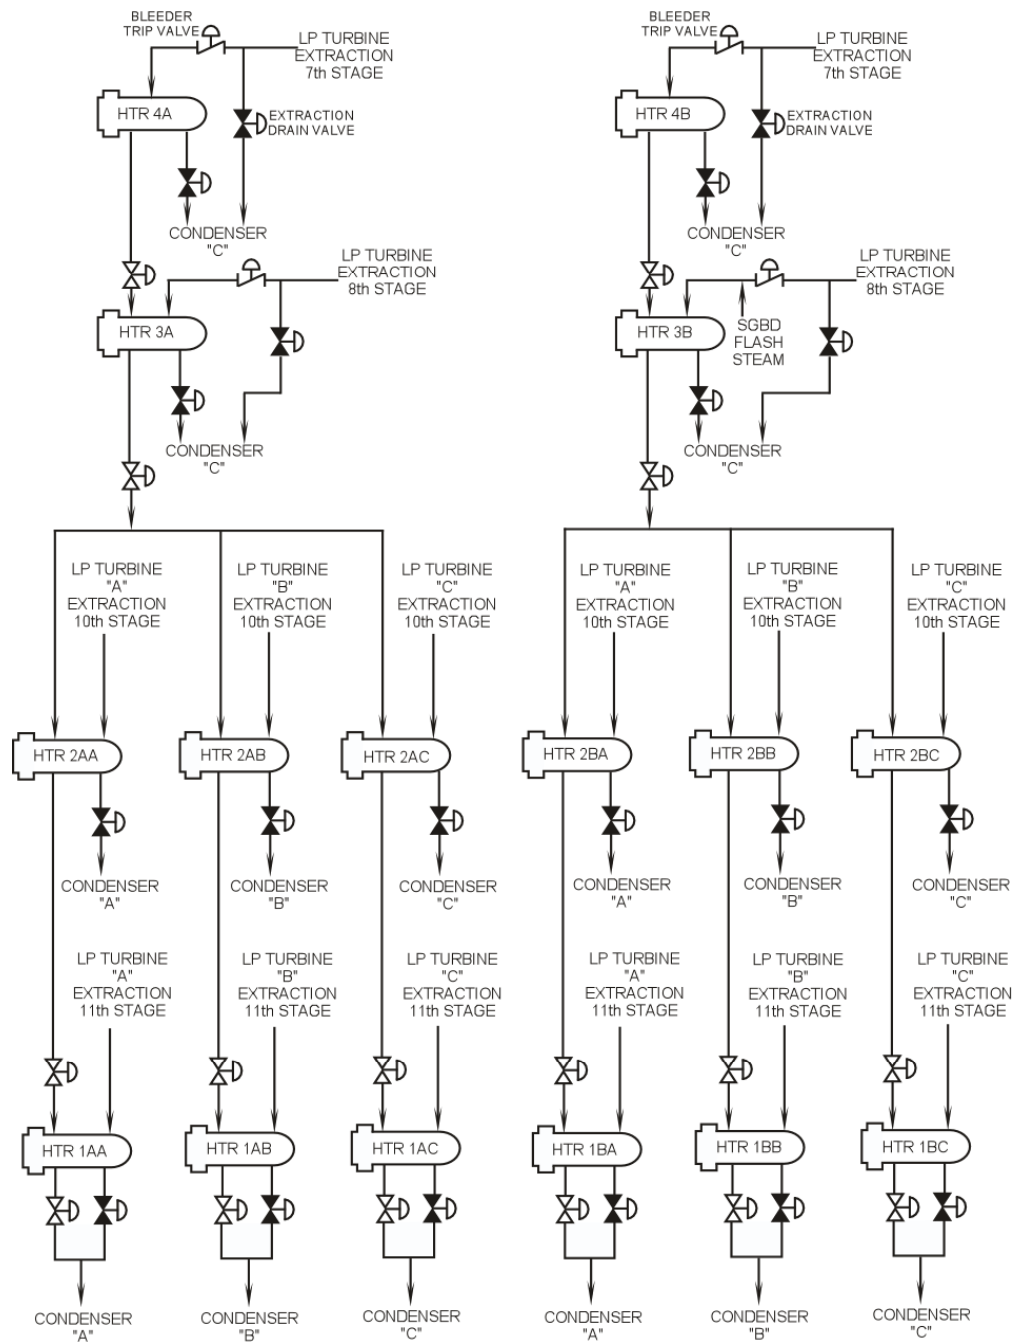 BLEEDER
TRIP VALVE
LP TURBINE
EXTRACTION
7th STAGE
HTR 4A
EXTRACTION
DRAIN VALVE
CONDENSER
"C"
LP TURBINE
EXTRACTION
8th STAGE
HTR 3A
CONDENSER
"C"
BLEEDER
TRIP VALVE
LP TURBINE
EXTRACTION
7th STAGE
HTR 4B
EXTRACTION
DRAIN VALVE
CONDENSER
"C"
LP TURBINE
EXTRACTION
8th STAGE
HTR 3B
SGBD
FLASH
STEAM
CONDENSER
"C"
LP TURBINE
"A"
EXTRACTION
10th STAGE
LP TURBINE
"B"
EXTRACTION
10th STAGE
LP TURBINE
"C"
EXTRACTION
10th STAGE
LP TURBINE
"A"
EXTRACTION
10th STAGE
LP TURBINE
"B"
EXTRACTION
10th STAGE
LP TURBINE
"C"
EXTRACTION
10th STAGE
HTR 2AA
HTR 2AB
HTR 2AC
HTR 2BA
HTR 2BB
HTR 2BC
CONDENSER
"A"
CONDENSER
"B"
CONDENSER
"C"
CONDENSER
"A"
CONDENSER
"B"
CONDENSER
"C"
LP TURBINE
"A"
EXTRACTION
11th STAGE
LP TURBINE
"B"
EXTRACTION
11th STAGE
LP TURBINE
"C"
EXTRACTION
11th STAGE
LP TURBINE
"A"
EXTRACTION
11th STAGE
LP TURBINE
"B"
EXTRACTION
11th STAGE
LP TURBINE
"C"
EXTRACTION
11th STAGE
HTR 1AA
HTR 1AB
HTR 1AC
HTR 1BA
HTR 1BB
HTR 1BC
CONDENSER
"A"
CONDENSER
"B"
CONDENSER
"C"
CONDENSER
"A"
CONDENSER
"B"
CONDENSER
"C"